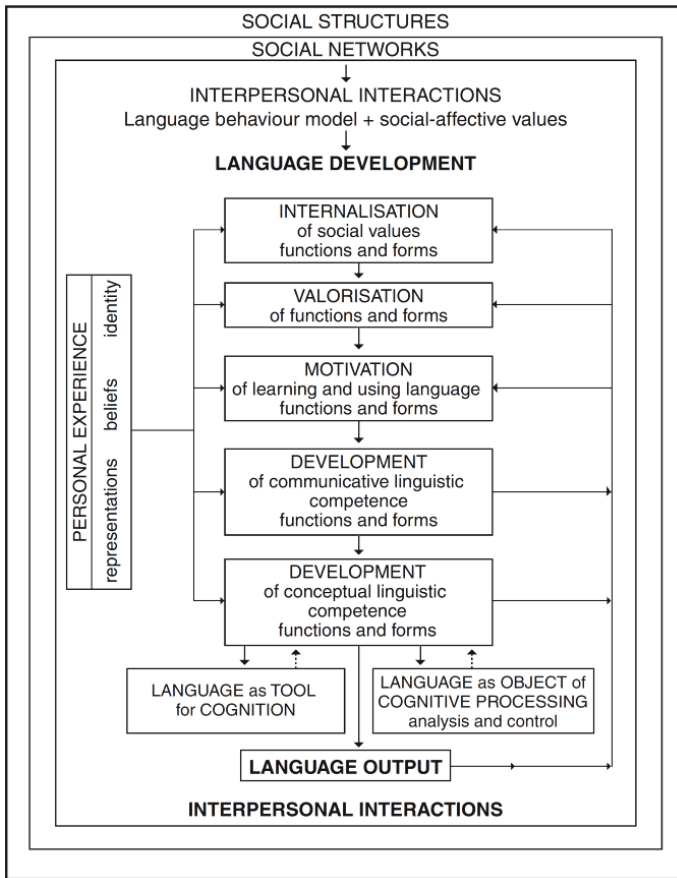 SOCIAL STRUCTURES
SOCIAL NETWORKS
INTERPERSONAL INTERACTIONS
Language behaviour model + social-affective values
LANGUAGE DEVELOPMENT
INTERNALISATION
of social values
functions and forms
VALORISATION
of functions and forms
MOTIVATION
of learning and using language
functions and forms
PERSONAL EXPERIENCE
representations beliefs identity
DEVELOPMENT
of communicative linguistic
competence
functions and forms
DEVELOPMENT
of conceptual linguistic
competence
functions and forms
LANGUAGE as TOOL
for COGNITION
LANGUAGE as OBJECT of
COGNITIVE PROCESSING
analysis and control
LANGUAGE OUTPUT
INTERPERSONAL INTERACTIONS